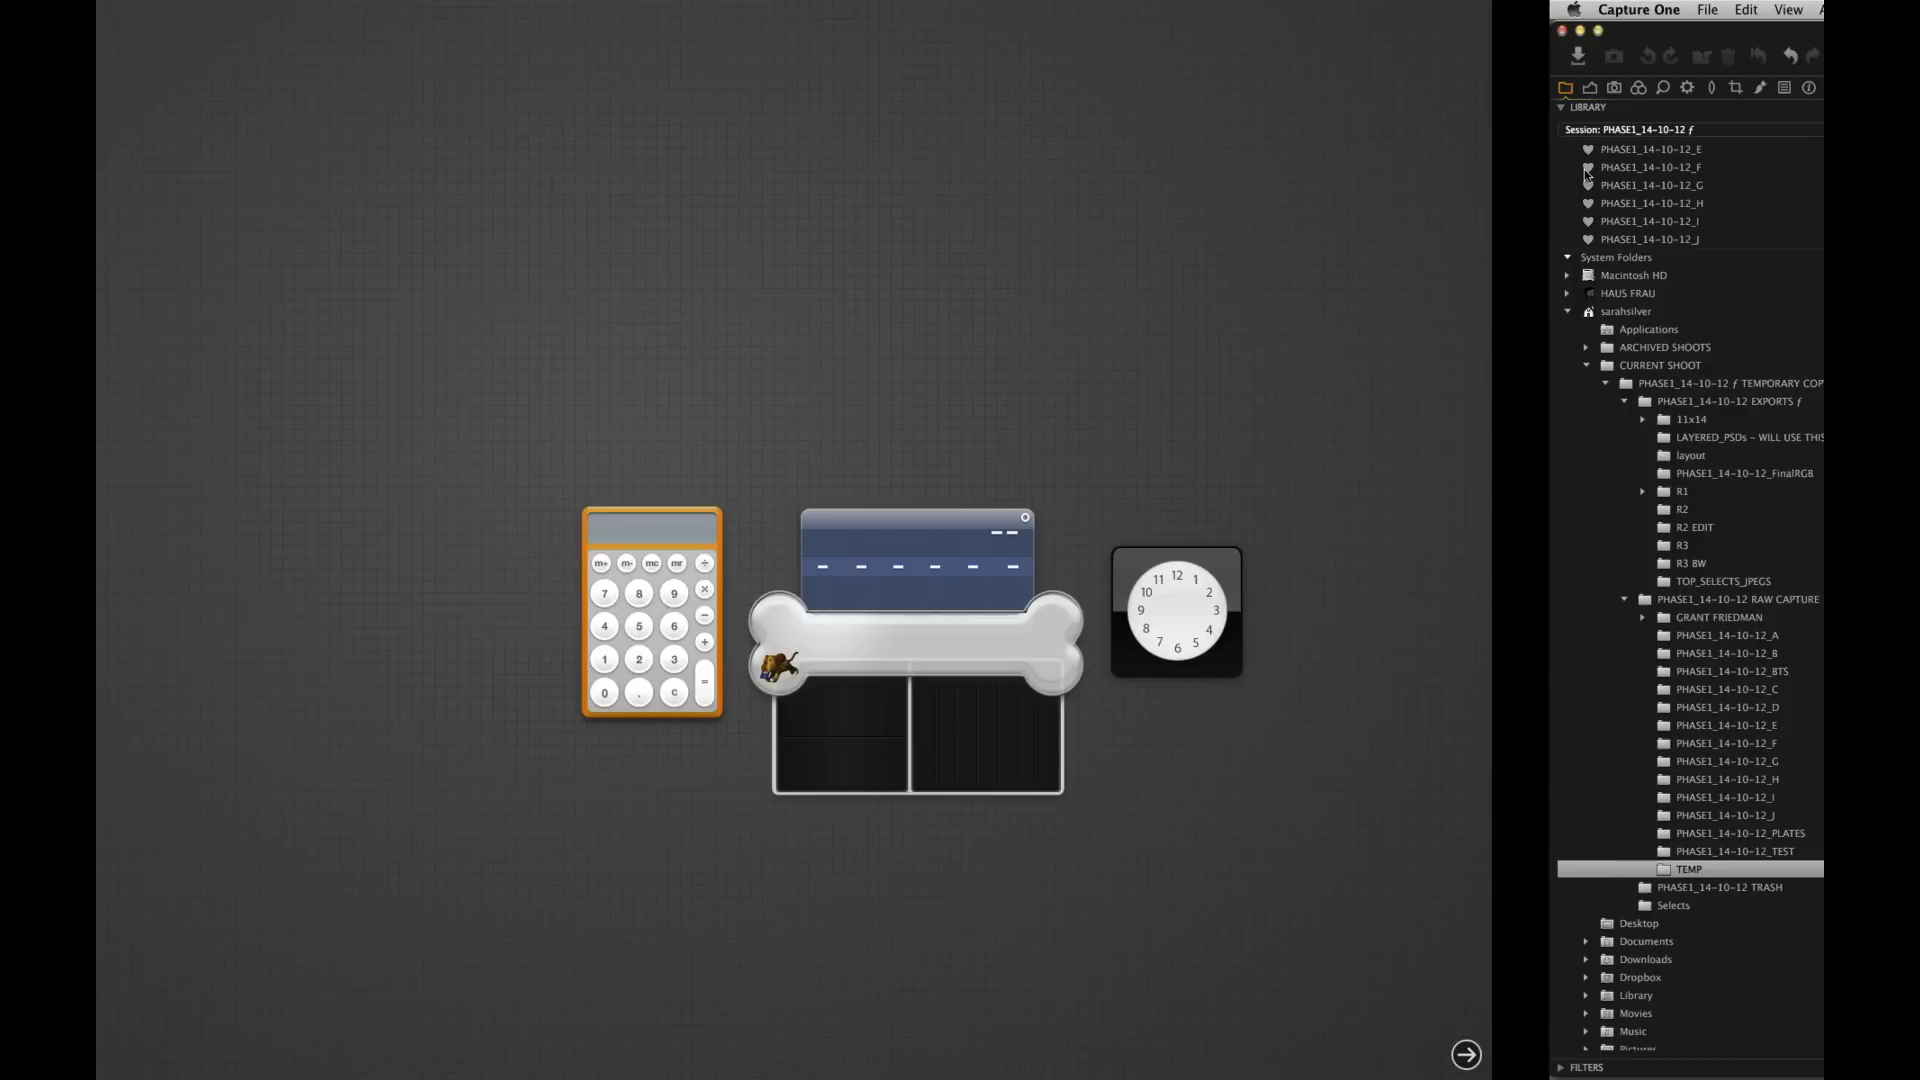 Capture One File Edit View
LIBRARY
Session: PHASE1_14-10-12 ƒ
PHASE1_14-10-12_E
PHASE1_14-10-12_F
PHASE1_14-10-12_G
PHASE1_14-10-12_H
PHASE1_14-10-12_I
PHASE1_14-10-12_J
System Folders
Macintosh HD
HAUS FRAU
sarahsilver
Applications
ARCHIVED SHOOTS
CURRENT SHOOT
PHASE1_14-10-12 ƒ TEMPORARY COP
PHASE1_14-10-12 EXPORTS ƒ
11x14
LAYERED_PSDs - WILL USE THIS
layout
PHASE1_14-10-12_FinalRGB
R1
R2
R2 EDIT
R3
R3 BW
TOP_SELECTS_JPEGS
PHASE1_14-10-12 RAW CAPTURE
GRANT FRIEDMAN
PHASE1_14-10-12_A
PHASE1_14-10-12_B
PHASE1_14-10-12_BTS
PHASE1_14-10-12_C
PHASE1_14-10-12_D
PHASE1_14-10-12_E
PHASE1_14-10-12_F
PHASE1_14-10-12_G
PHASE1_14-10-12_H
PHASE1_14-10-12_I
PHASE1_14-10-12_J
PHASE1_14-10-12_PLATES
PHASE1_14-10-12_TEST
TEMP
PHASE1_14-10-12 TRASH
Selects
Desktop
Documents
Downloads
Dropbox
Library
Movies
Music
Pictures
FILTERS
m+ m- mc mr ÷
7 8 9 ×
4 5 6 −
1 2 3 +
0 . c =
11 12 1
10 2
9 3
8 4
7 6 5